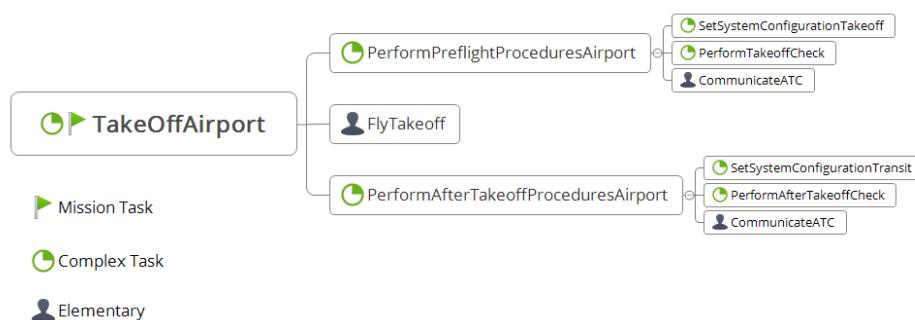 TakeOffAirport
PerformPreflightProceduresAirport
SetSystemConfigurationTakeoff
PerformTakeoffCheck
CommunicateATC
FlyTakeoff
PerformAfterTakeoffProceduresAirport
SetSystemConfigurationTransit
PerformAfterTakeoffCheck
CommunicateATC
Mission Task
Complex Task
Elementary